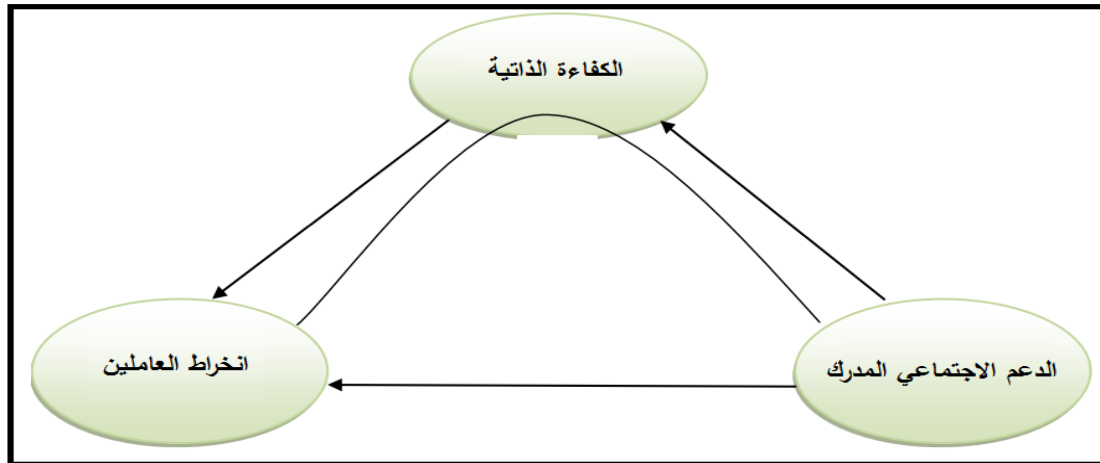 الكفاءة الذاتية
الدعم الاجتماعي المدرك
انخراط العاملين